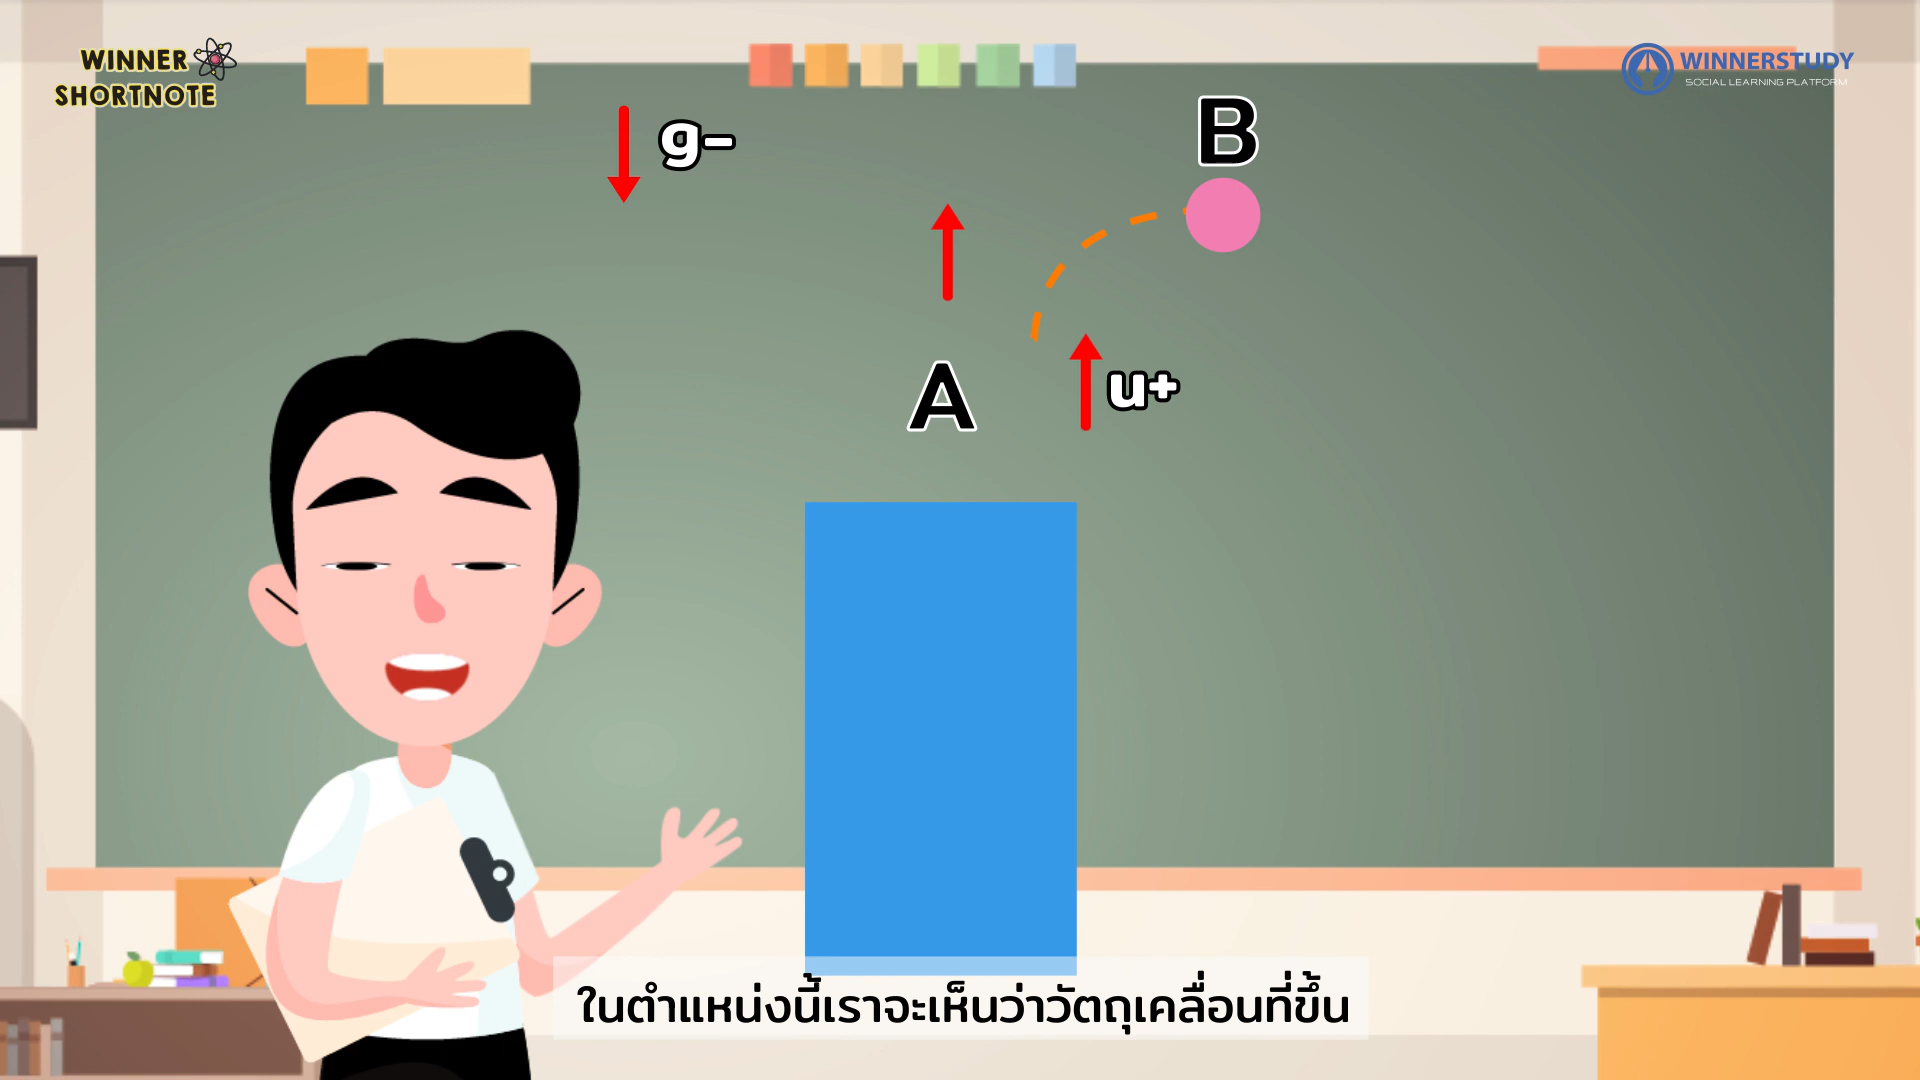 WINNER
SHORTNOTE
WINNERSTUDY
SOCIAL LEARNING PLATFORM
g-
B
A
u+
ในตำแหน่งนี้เราจะเห็นว่าวัตถุเคลื่อนที่ขึ้น